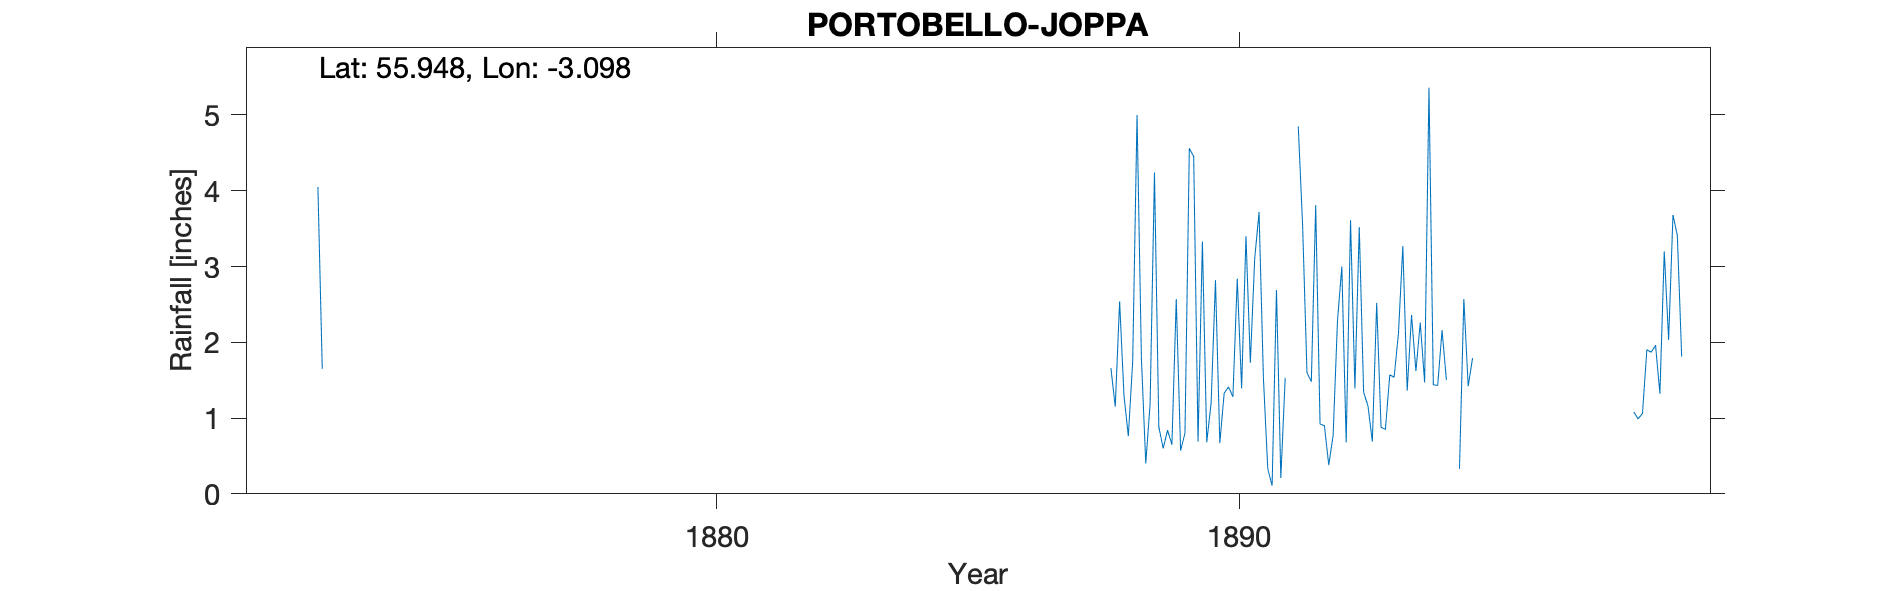 PORTOBELLO-JOPPA
Lat: 55.948, Lon: -3.098
5
4
3
2
1
0
Rainfall [inches]
1880
1890
Year